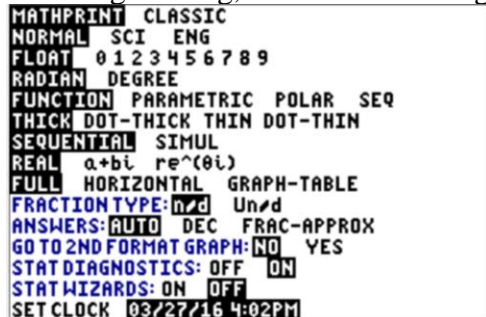 MATHPRINT CLASSIC
NORMAL SCI ENG
FLOAT 0 1 2 3 4 5 6 7 8 9
RADIAN DEGREE
FUNCTION PARAMETRIC POLAR SEQ
THICK DOT-THICK THIN DOT-THIN
SEQUENTIAL SIMUL
REAL a+bi re^(θi)
FULL HORIZONTAL GRAPH-TABLE
FRACTION TYPE: n/d Un/d
ANSWERS: AUTO DEC FRAC-APPROX
GO TO 2ND FORMAT GRAPH: NO YES
STAT DIAGNOSTICS: OFF ON
STAT WIZARDS: ON OFF
SET CLOCK 03/27/16 4:02PM